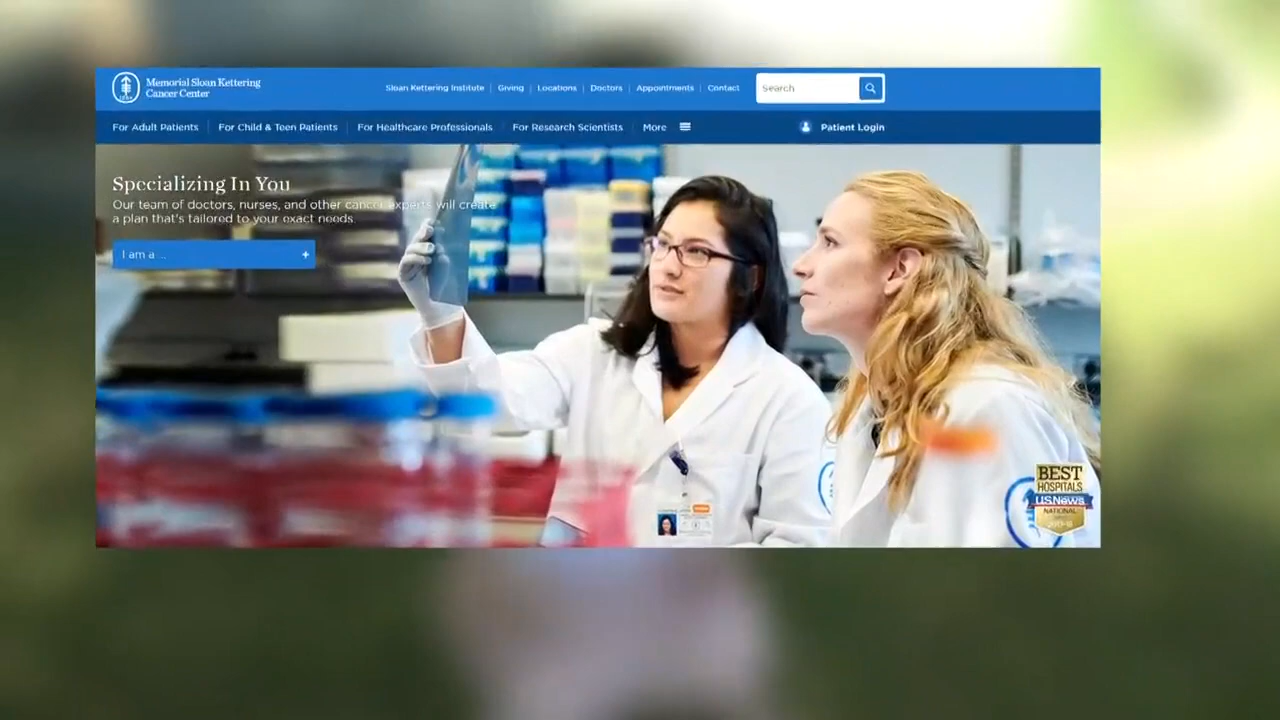 Memorial Sloan Kettering
Cancer Center
Sloan Kettering Institute | Giving | Locations | Doctors | Appointments | Contact
Search
For Adult Patients | For Child & Teen Patients | For Healthcare Professionals | For Research Scientists | More
Patient Login
Specializing In You
Our team of doctors, nurses, and other cancer experts will create
a plan that's tailored to your exact needs.
I am a ...
+
BEST
HOSPITALS
U.S.News
NATIONAL